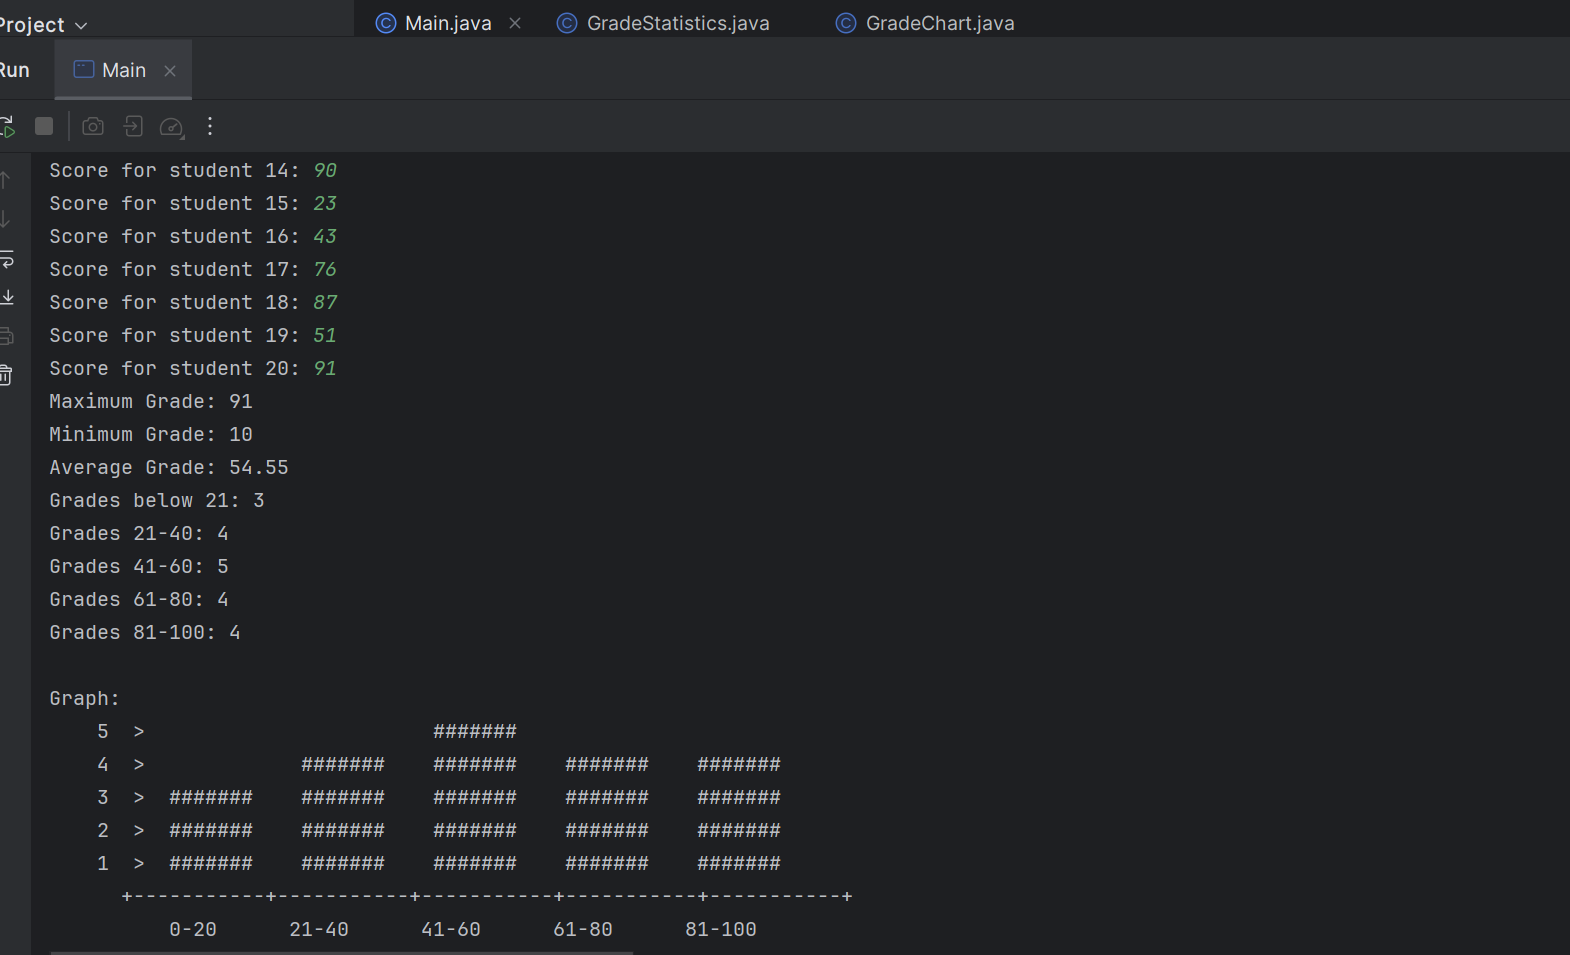 Project Main.java GradeStatistics.java GradeChart.java
Run Main
Score for student 14: 90
Score for student 15: 23
Score for student 16: 43
Score for student 17: 76
Score for student 18: 87
Score for student 19: 51
Score for student 20: 91
Maximum Grade: 91
Minimum Grade: 10
Average Grade: 54.55
Grades below 21: 3
Grades 21-40: 4
Grades 41-60: 5
Grades 61-80: 4
Grades 81-100: 4

Graph:
    5  >                        #######
    4  >             #######    #######    #######    #######
    3  >  #######    #######    #######    #######    #######
    2  >  #######    #######    #######    #######    #######
    1  >  #######    #######    #######    #######    #######
      +-----------+-----------+-----------+-----------+-----------+
          0-20      21-40      41-60      61-80      81-100